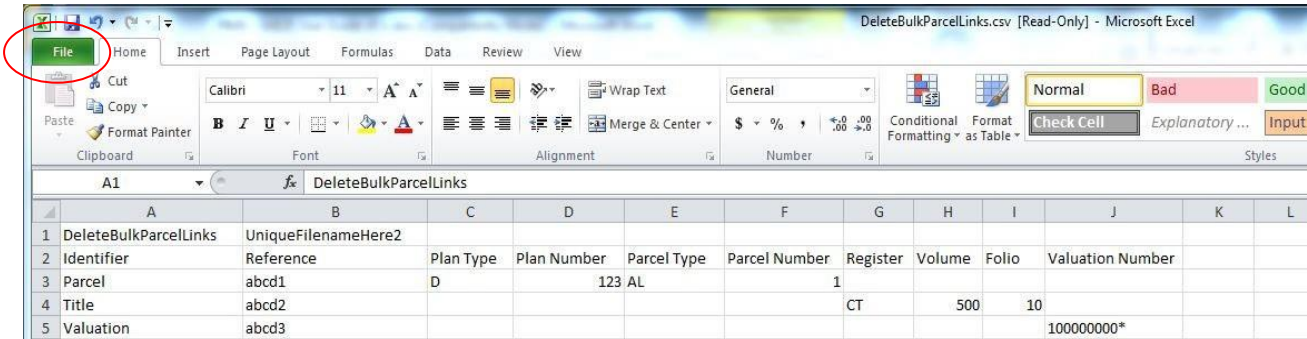 DeleteBulkParcelLinks.csv [Read-Only] - Microsoft Excel
File Home Insert Page Layout Formulas Data Review View
Cut
Copy
Format Painter
Paste
Calibri 11 A A
B I U A
Wrap Text
Merge & Center
General
$ % , .0 .00 .00 .0
Conditional Formatting
Format as Table
Normal Bad Good
Check Cell Explanatory ... Input
Clipboard Font Alignment Number Styles
A1 fx DeleteBulkParcelLinks
A B C D E F G H I J K L
1 DeleteBulkParcelLinks UniqueFilenameHere2
2 Identifier Reference Plan Type Plan Number Parcel Type Parcel Number Register Volume Folio Valuation Number
3 Parcel abcd1 D 123 AL 1
4 Title abcd2 CT 500 10
5 Valuation abcd3 100000000*